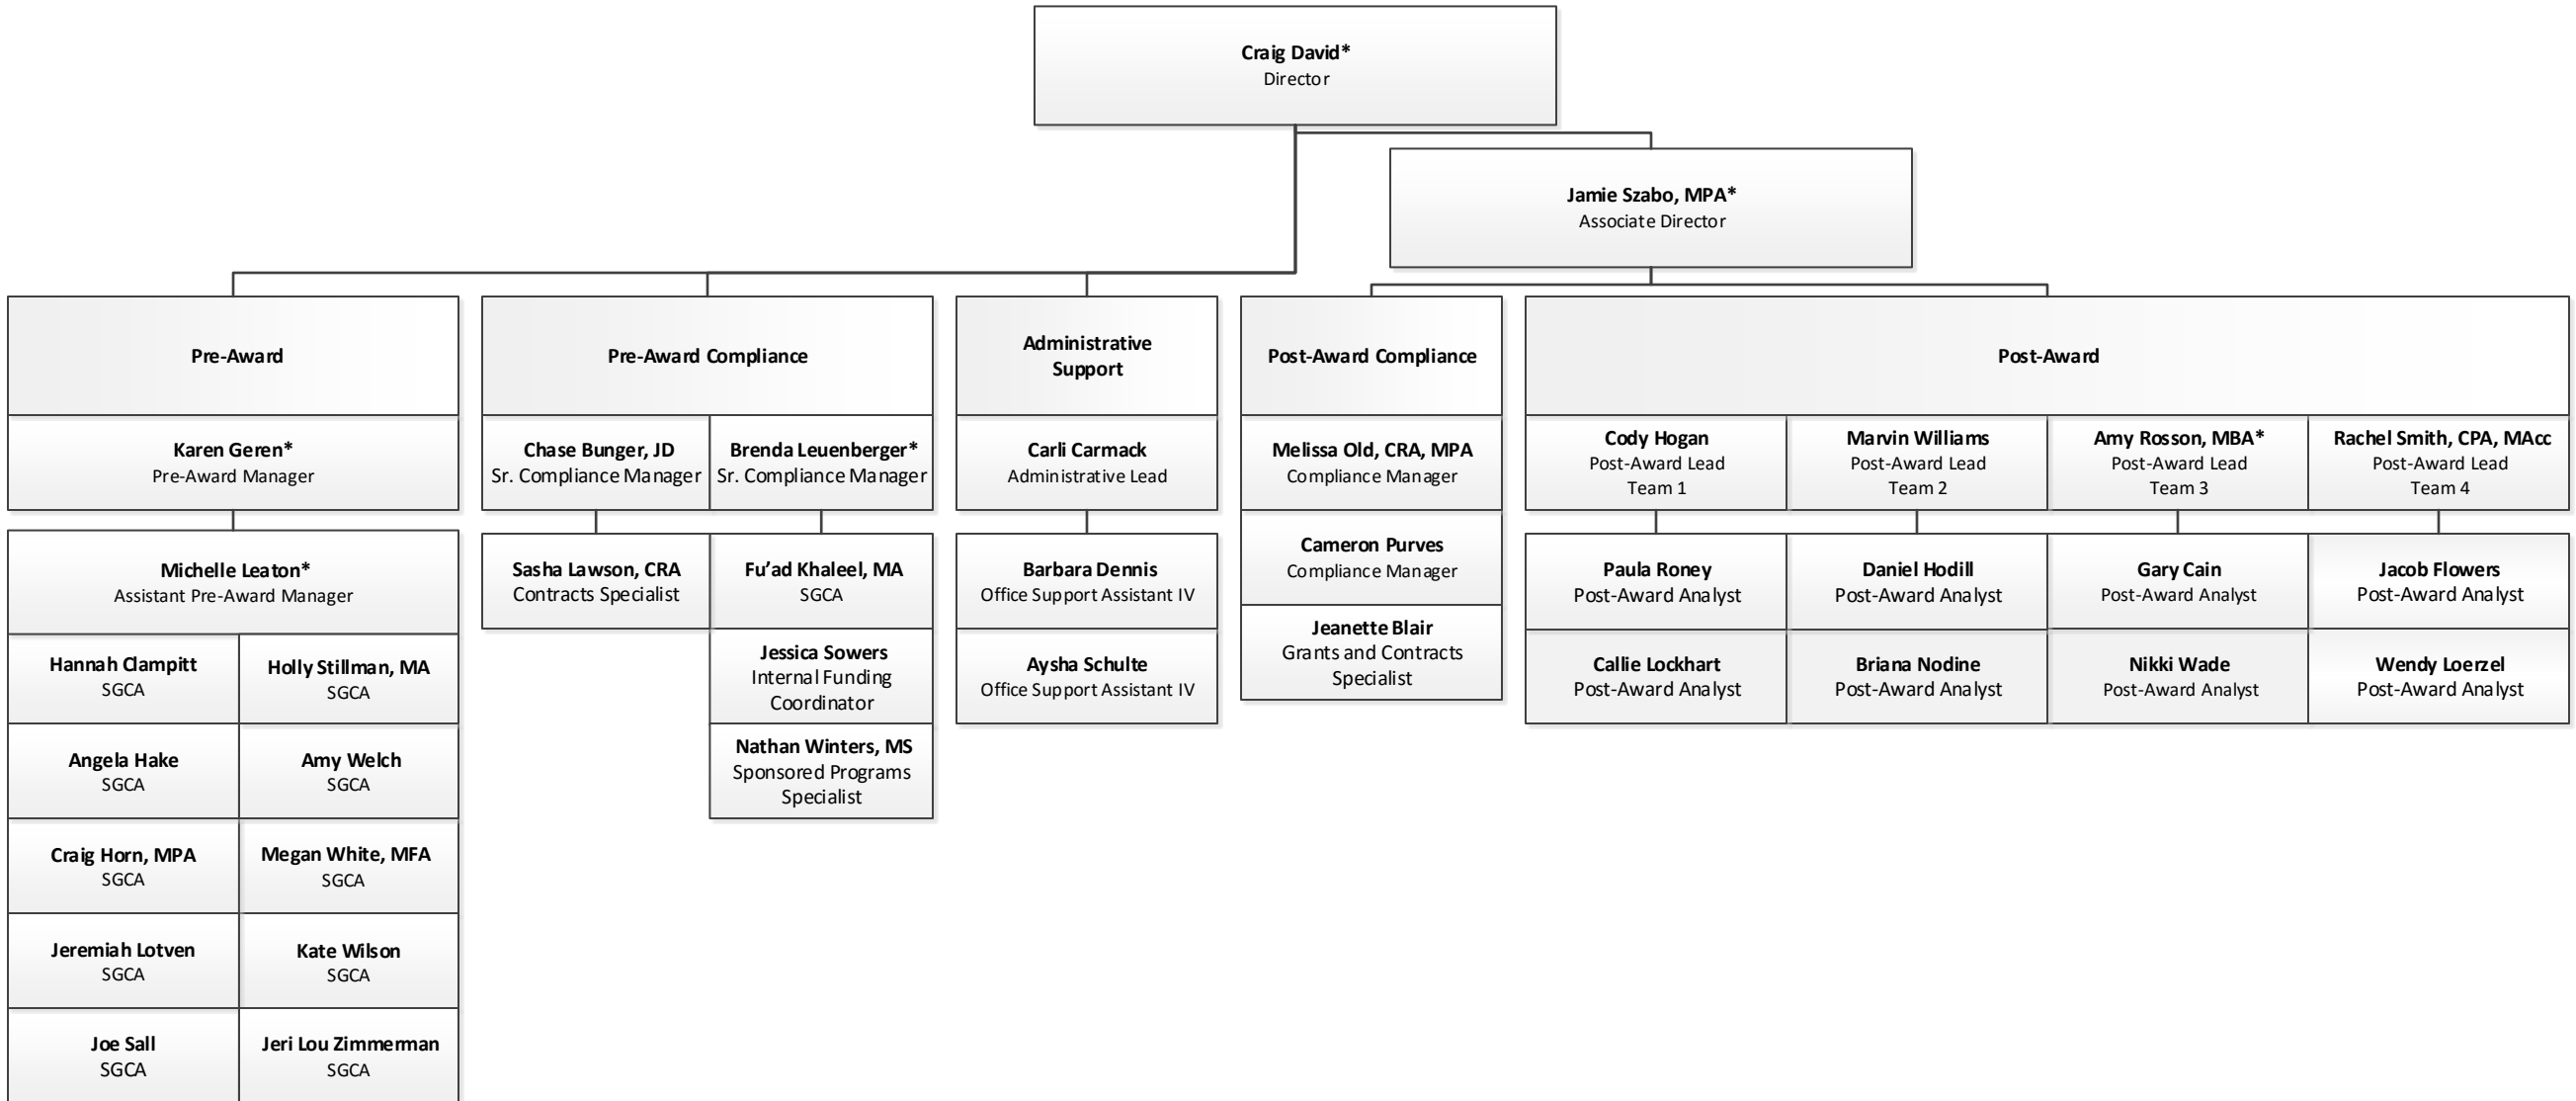 Craig David*
Director
Jamie Szabo, MPA*
Associate Director
Pre-Award
Karen Geren*
Pre-Award Manager
Michelle Leaton*
Assistant Pre-Award Manager
Hannah Clampitt
SGCA
Holly Stillman, MA
SGCA
Angela Hake
SGCA
Amy Welch
SGCA
Craig Horn, MPA
SGCA
Megan White, MFA
SGCA
Jeremiah Lotven
SGCA
Kate Wilson
SGCA
Joe Sall
SGCA
Jeri Lou Zimmerman
SGCA
Pre-Award Compliance
Chase Bunger, JD
Sr. Compliance Manager
Sasha Lawson, CRA
Contracts Specialist
Brenda Leuenberger*
Sr. Compliance Manager
Fu’ad Khaleel, MA
SGCA
Jessica Sowers
Internal Funding
Coordinator
Nathan Winters, MS
Sponsored Programs
Specialist
Administrative
Support
Carli Carmack
Administrative Lead
Barbara Dennis
Office Support Assistant IV
Aysha Schulte
Office Support Assistant IV
Post-Award Compliance
Melissa Old, CRA, MPA
Compliance Manager
Cameron Purves
Compliance Manager
Jeanette Blair
Grants and Contracts
Specialist
Post-Award
Cody Hogan
Post-Award Lead
Team 1
Paula Roney
Post-Award Analyst
Callie Lockhart
Post-Award Analyst
Marvin Williams
Post-Award Lead
Team 2
Daniel Hodill
Post-Award Analyst
Briana Nodine
Post-Award Analyst
Amy Rosson, MBA*
Post-Award Lead
Team 3
Gary Cain
Post-Award Analyst
Nikki Wade
Post-Award Analyst
Rachel Smith, CPA, MAcc
Post-Award Lead
Team 4
Jacob Flowers
Post-Award Analyst
Wendy Loerzel
Post-Award Analyst